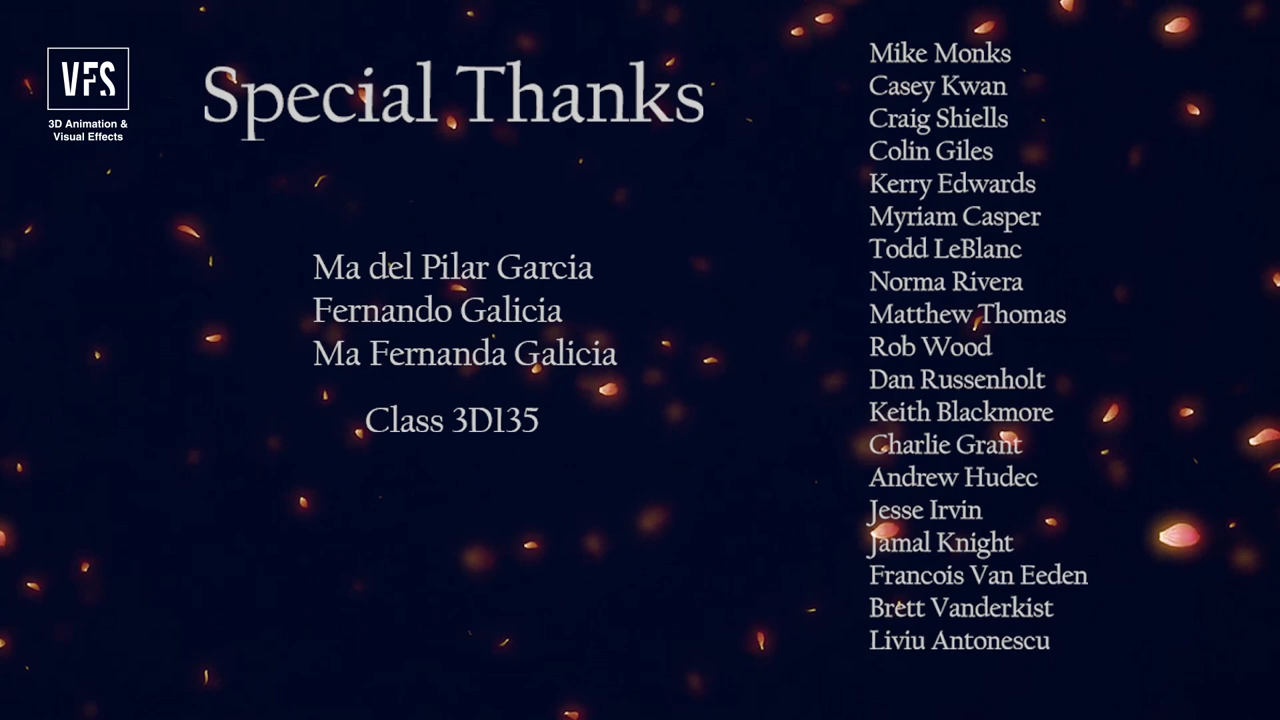 VFS
3D Animation &
Visual Effects
Special Thanks
Ma del Pilar Garcia
Fernando Galicia
Ma Fernanda Galicia
Class 3D135
Mike Monks
Casey Kwan
Craig Shiells
Colin Giles
Kerry Edwards
Myriam Casper
Todd LeBlanc
Norma Rivera
Matthew Thomas
Rob Wood
Dan Russenholt
Keith Blackmore
Charlie Grant
Andrew Hudec
Jesse Irvin
Jamal Knight
Francois Van Eeden
Brett Vanderkist
Liviu Antonescu